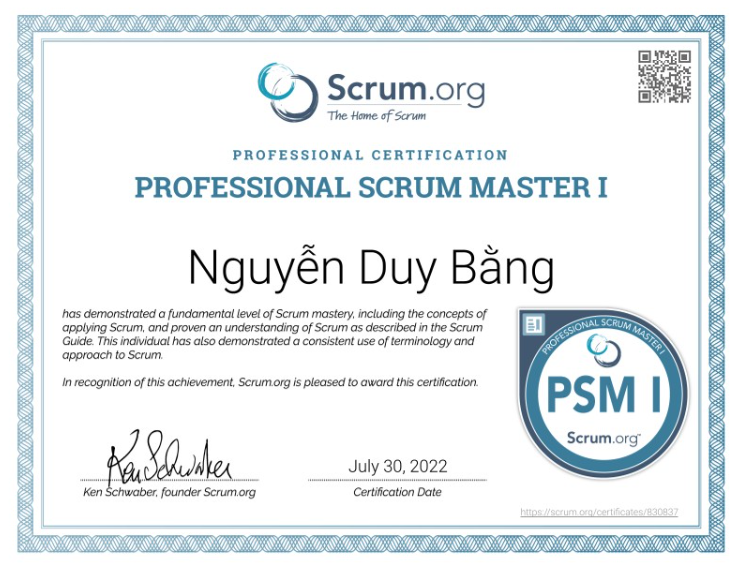 Scrum.org
The Home of Scrum
PROFESSIONAL CERTIFICATION
PROFESSIONAL SCRUM MASTER I
Nguyễn Duy Bằng
has demonstrated a fundamental level of Scrum mastery, including the concepts of
applying Scrum, and proven an understanding of Scrum as described in the Scrum
Guide. This individual has also demonstrated a consistent use of terminology and
approach to Scrum.
In recognition of this achievement, Scrum.org is pleased to award this certification.
PROFESSIONAL SCRUM MASTER I
PSM I
Scrum.org™
Ken Schwaber
July 30, 2022
Ken Schwaber, founder Scrum.org
Certification Date
https://scrum.org/certificates/830837